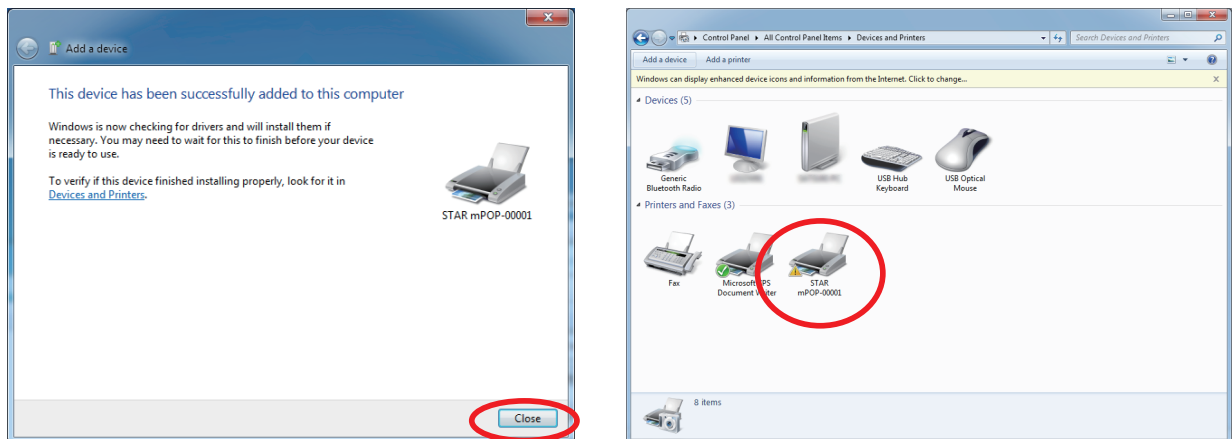 Add a device
This device has been successfully added to this computer
Windows is now checking for drivers and will install them if
necessary. You may need to wait for this to finish before your device
is ready to use.
To verify if this device finished installing properly, look for it in
Devices and Printers.
STAR mPOP-00001
Close
Control Panel ▸ All Control Panel Items ▸ Devices and Printers
Search Devices and Printers
Add a device Add a printer
Windows can display enhanced device icons and information from the Internet. Click to change...
Devices (5)
Generic
Bluetooth Radio
USB Hub
Keyboard
USB Optical
Mouse
Printers and Faxes (3)
Fax
Microsoft XPS
Document Writer
STAR
mPOP-00001
8 items